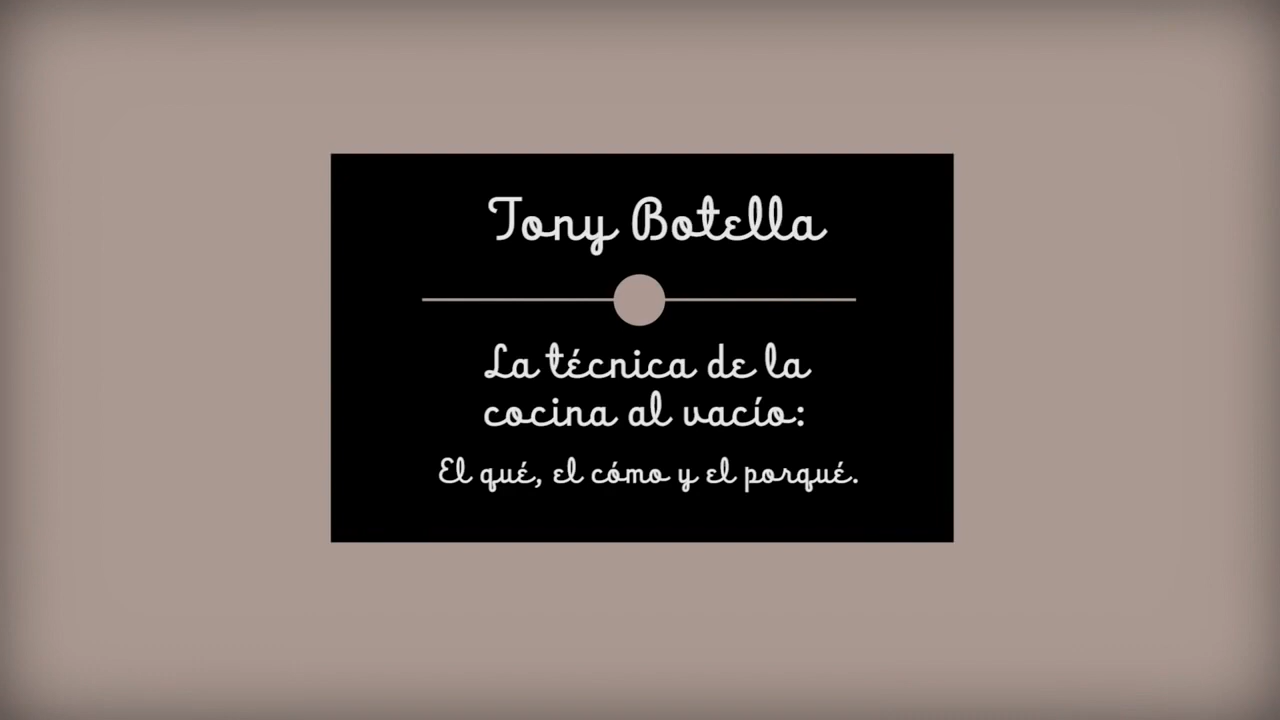 Tony Botella
La técnica de la
cocina al vacío:
El qué, el cómo y el porqué.